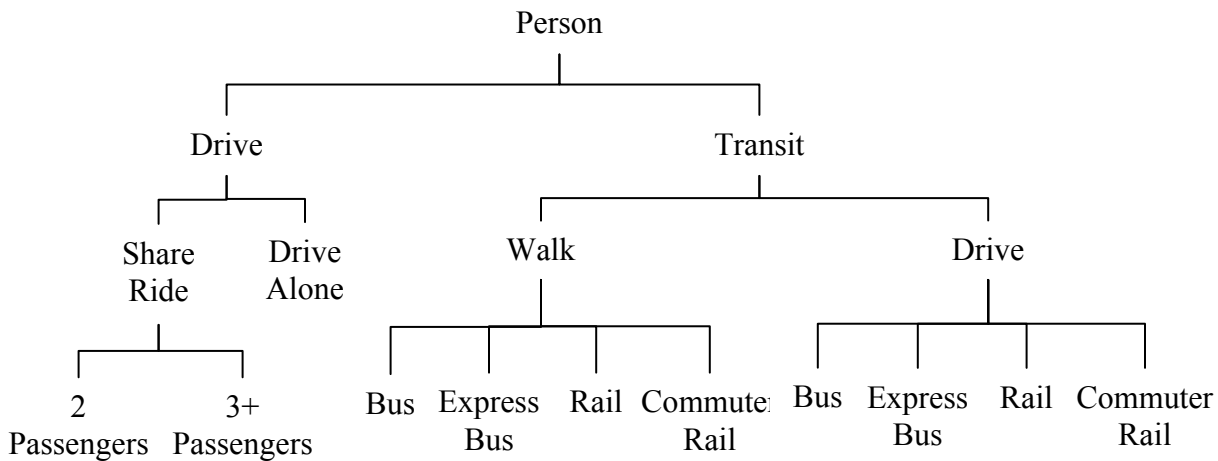 Person
Drive
Transit
Share
Ride
Drive
Alone
Walk
Drive
2
Passengers
3+
Passengers
Bus
Express
Bus
Rail
Commuter
Rail
Bus
Express
Bus
Rail
Commuter
Rail